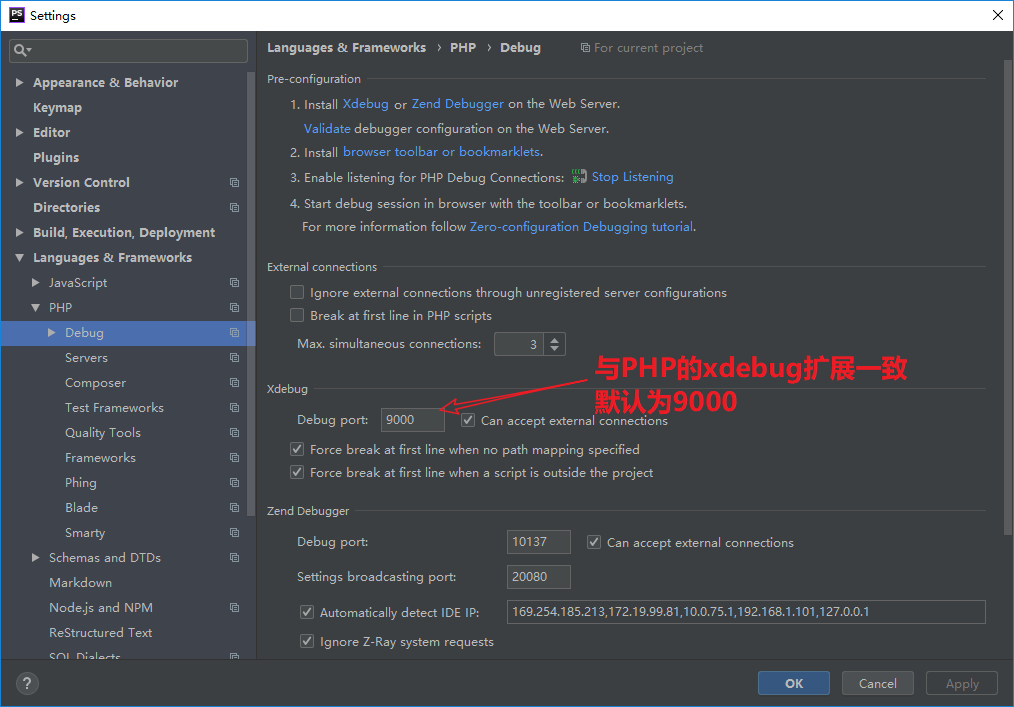 PS Settings
Languages & Frameworks › PHP › Debug For current project
Appearance & Behavior
Keymap
Editor
Plugins
Version Control
Directories
Build, Execution, Deployment
Languages & Frameworks
JavaScript
PHP
Debug
Servers
Composer
Test Frameworks
Quality Tools
Frameworks
Phing
Blade
Smarty
Schemas and DTDs
Markdown
Node.js and NPM
ReStructured Text
SQL Dialects
Pre-configuration
1. Install Xdebug or Zend Debugger on the Web Server.
Validate debugger configuration on the Web Server.
2. Install browser toolbar or bookmarklets.
3. Enable listening for PHP Debug Connections: Stop Listening
4. Start debug session in browser with the toolbar or bookmarklets.
For more information follow Zero-configuration Debugging tutorial.
External connections
Ignore external connections through unregistered server configurations
Break at first line in PHP scripts
Max. simultaneous connections: 3
与PHP的xdebug扩展一致
默认为9000
Xdebug
Debug port: 9000 Can accept external connections
Force break at first line when no path mapping specified
Force break at first line when a script is outside the project
Zend Debugger
Debug port: 10137 Can accept external connections
Settings broadcasting port: 20080
Automatically detect IDE IP: 169.254.185.213,172.19.99.81,10.0.75.1,192.168.1.101,127.0.0.1
Ignore Z-Ray system requests
? OK Cancel Apply